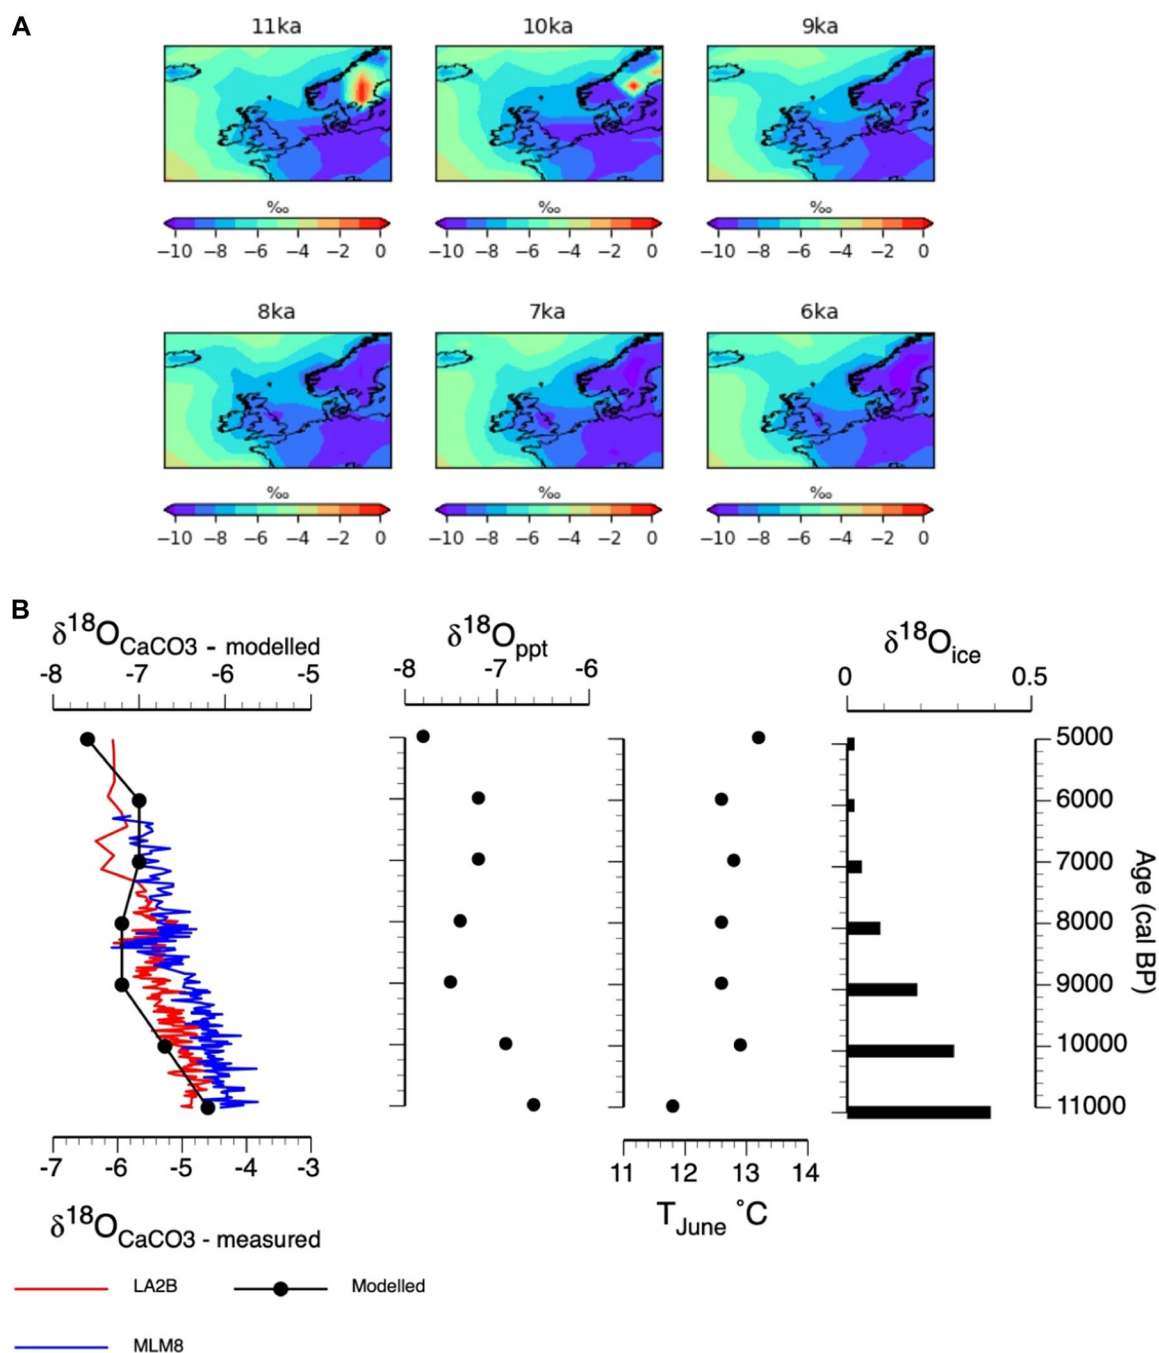 A
11ka 10ka 9ka
‰ ‰ ‰
−10 −8 −6 −4 −2 0 −10 −8 −6 −4 −2 0 −10 −8 −6 −4 −2 0
8ka 7ka 6ka
‰ ‰ ‰
−10 −8 −6 −4 −2 0 −10 −8 −6 −4 −2 0 −10 −8 −6 −4 −2 0
B
δ18OCaCO3 - modelled
-8 -7 -6 -5
δ18Oppt
-8 -7 -6
δ18Oice
0 0.5
5000
6000
7000
8000
9000
10000
11000
Age (cal BP)
-7 -6 -5 -4 -3
δ18OCaCO3 - measured
11 12 13 14
TJune °C
LA2B Modelled
MLM8